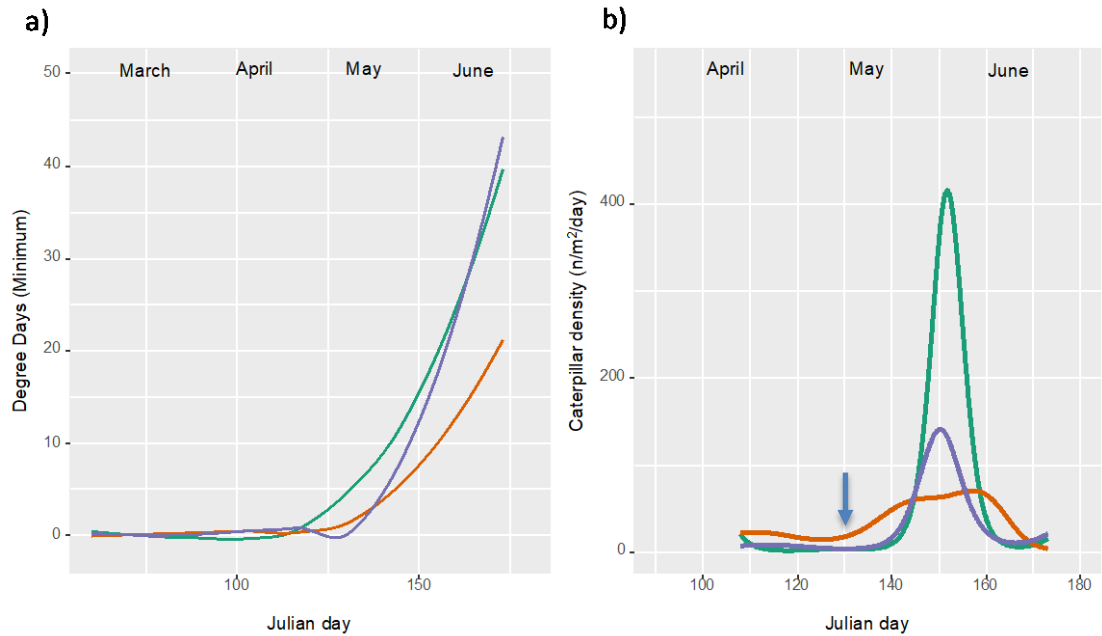 a)
March April May June
50
40
30
20
10
0
Degree Days (Minimum)
100 150
Julian day
b)
April May June
400
200
0
Caterpillar density (n/m²/day)
100 120 140 160 180
Julian day